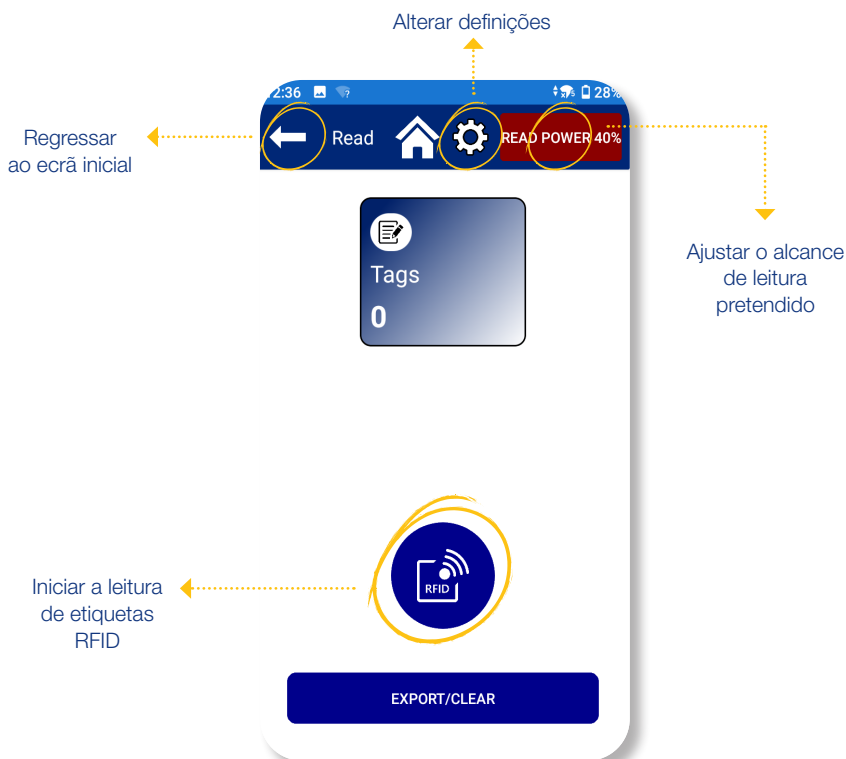 Alterar definições
12:36
28%
Regressar
ao ecrã inicial
Read
READ POWER 40%
Tags
0
Ajustar o alcance
de leitura
pretendido
Iniciar a leitura
de etiquetas
RFID
RFID
EXPORT/CLEAR